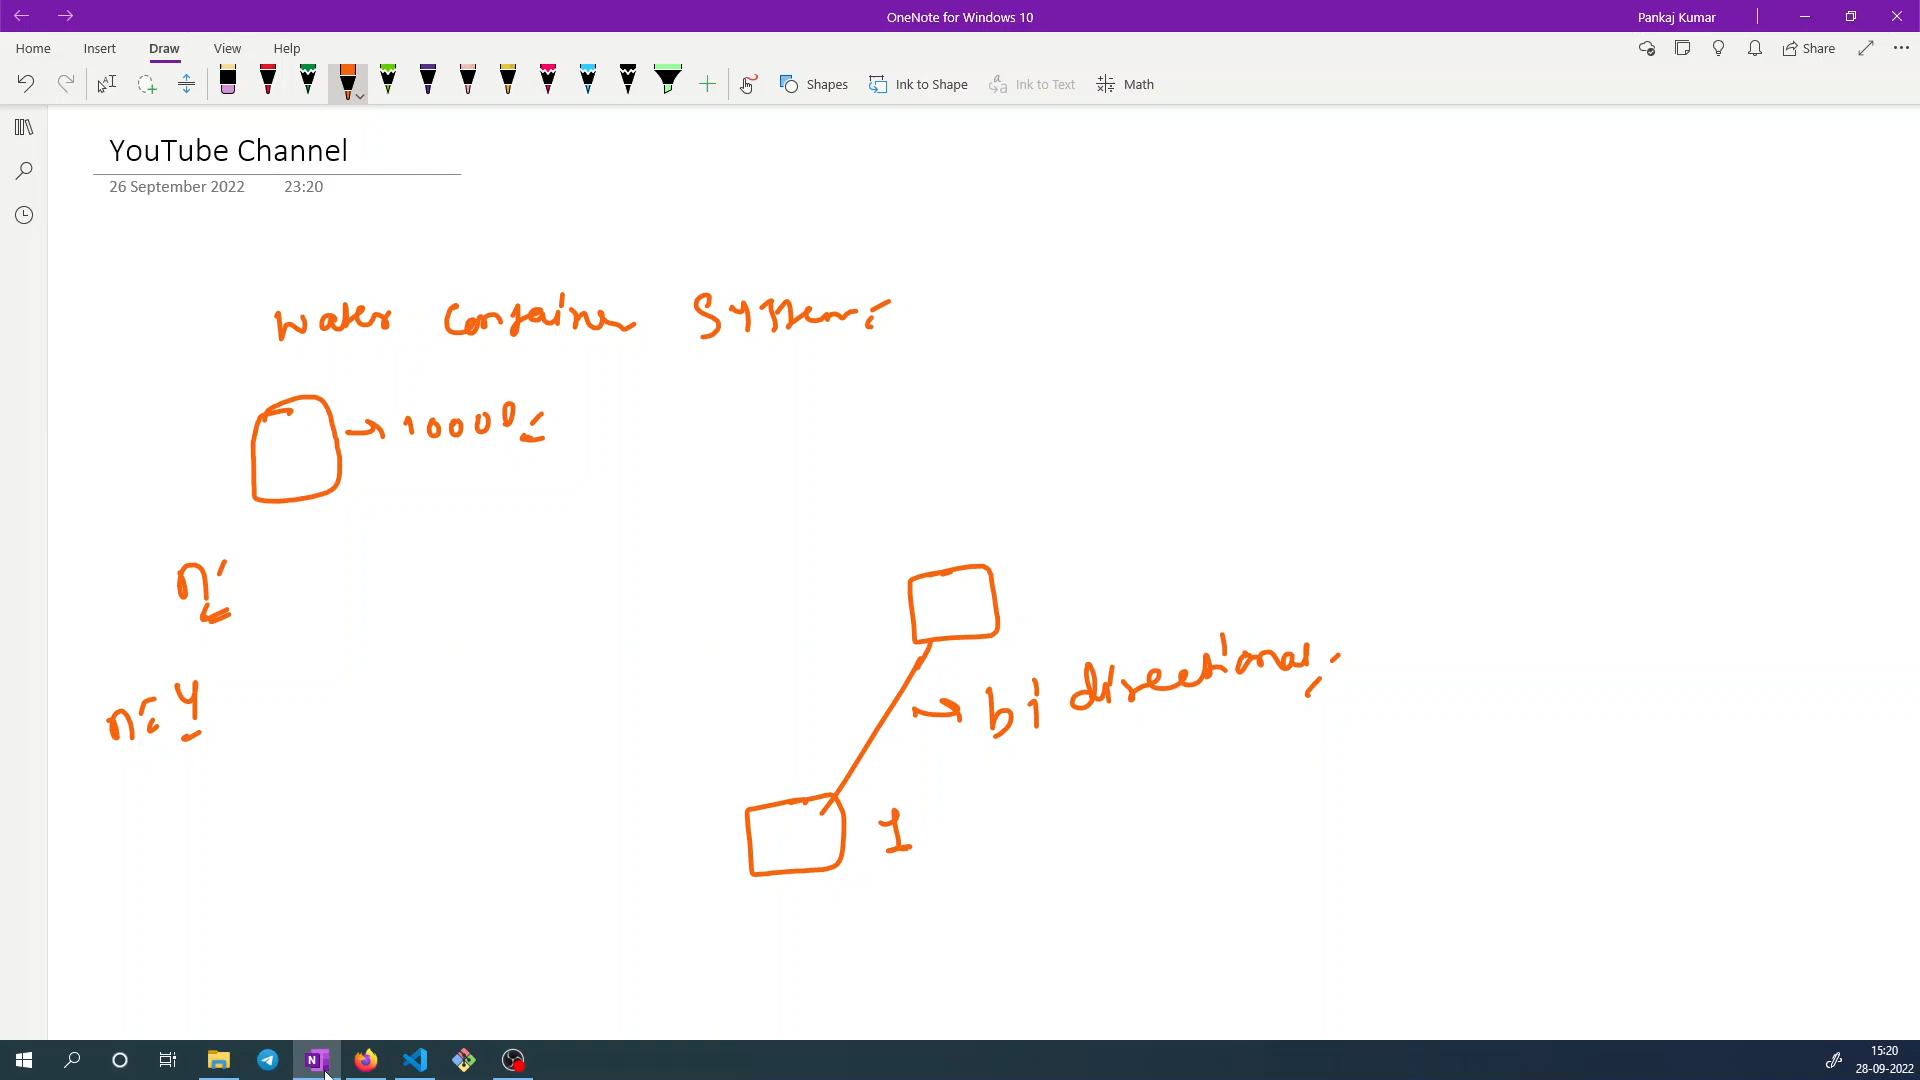 OneNote for Windows 10
Pankaj Kumar
Home Insert Draw View Help
Share
Shapes Ink to Shape Ink to Text Math
YouTube Channel
26 September 2022 23:20
Water Container System:
→ 10000
n
n = 4
→ bi directional
1
15:20
28-09-2022